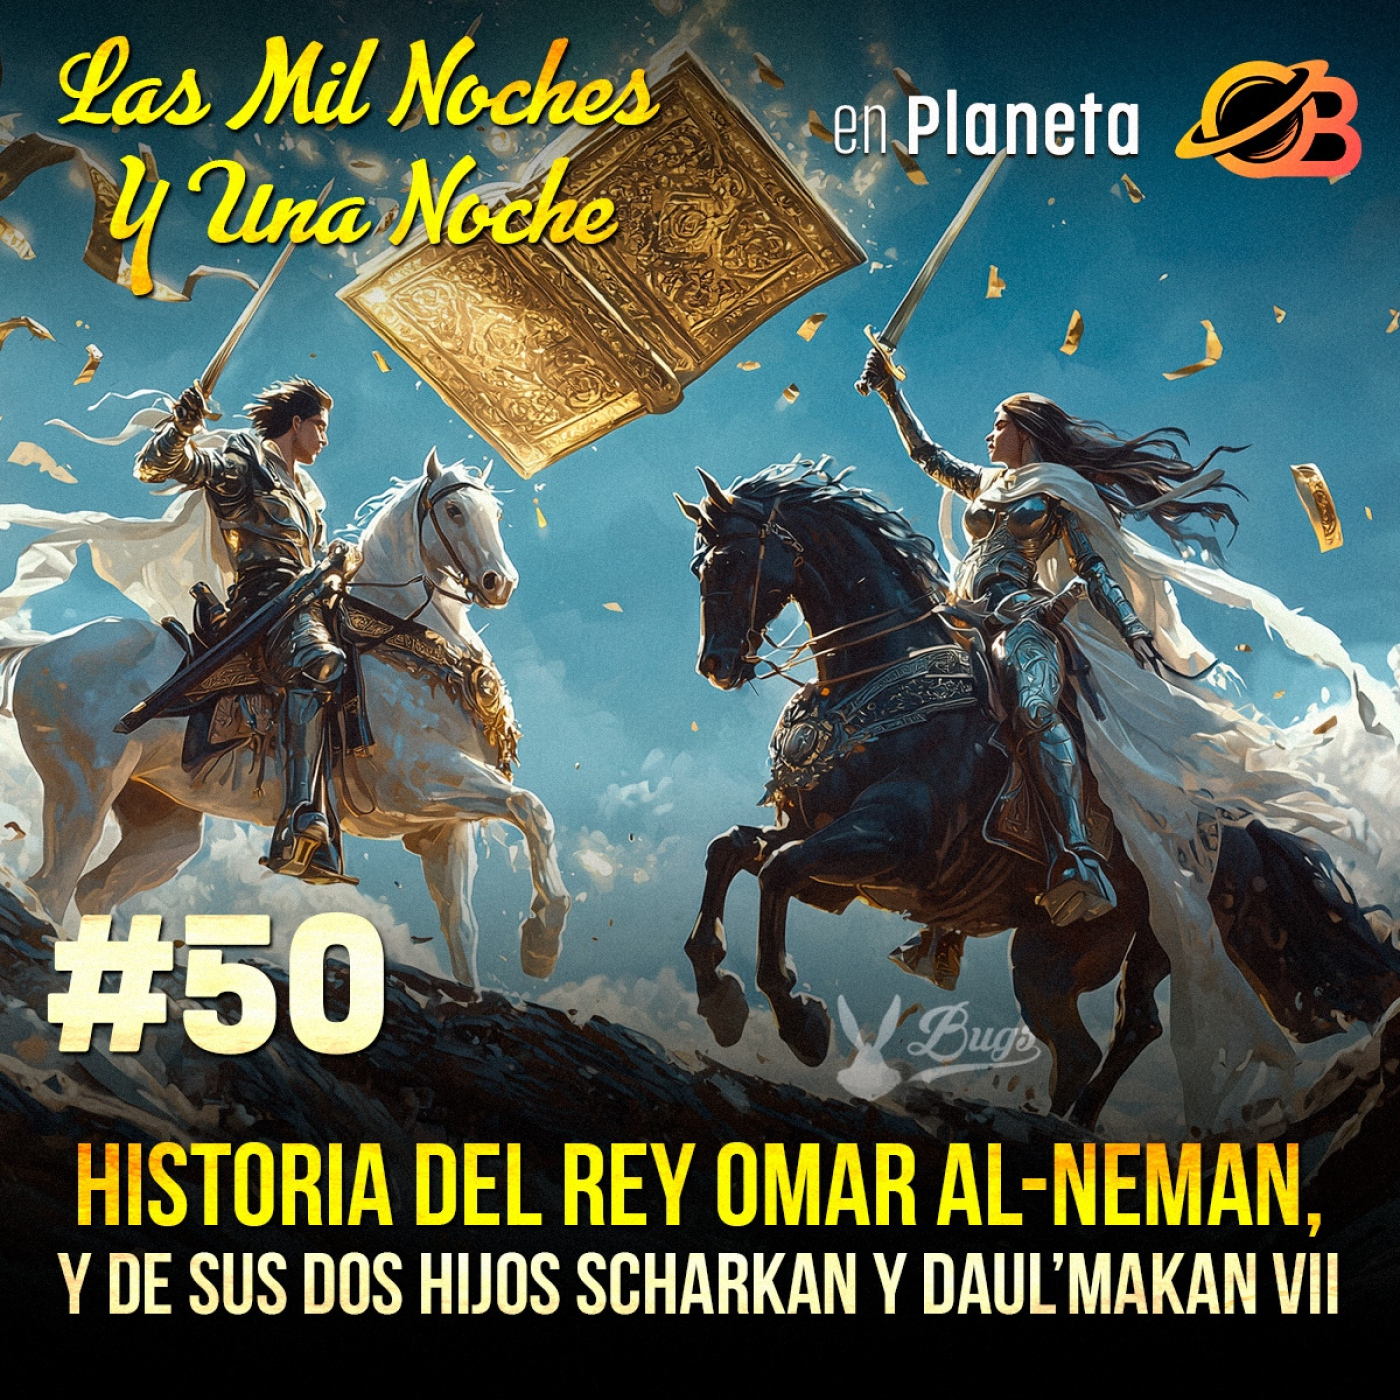 Las Mil Noches
Y Una Noche
en Planeta
OB
#50
Bugs
HISTORIA DEL REY OMAR AL-NEMAN,
Y DE SUS DOS HIJOS SCHARKAN Y DAUL'MAKAN VII